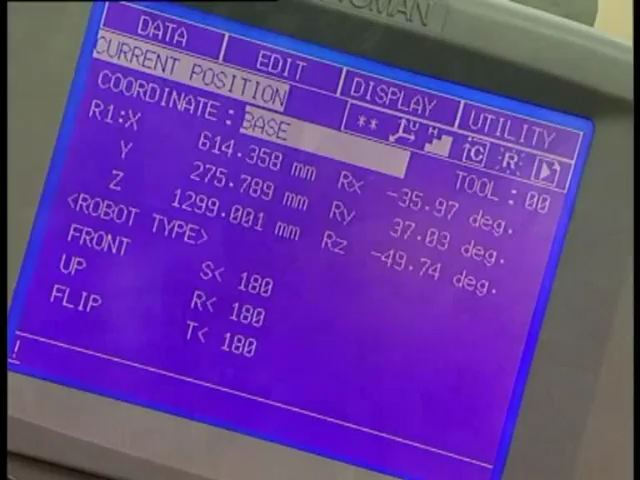 DATA EDIT DISPLAY UTILITY
CURRENT POSITION
COORDINATE : BASE TOOL : 00
R1:X 614.358 mm Rx -35.97 deg.
Y 275.789 mm Ry 37.03 deg.
Z 1299.001 mm Rz -49.74 deg.
<ROBOT TYPE>
FRONT S< 180
UP R< 180
FLIP T< 180
!